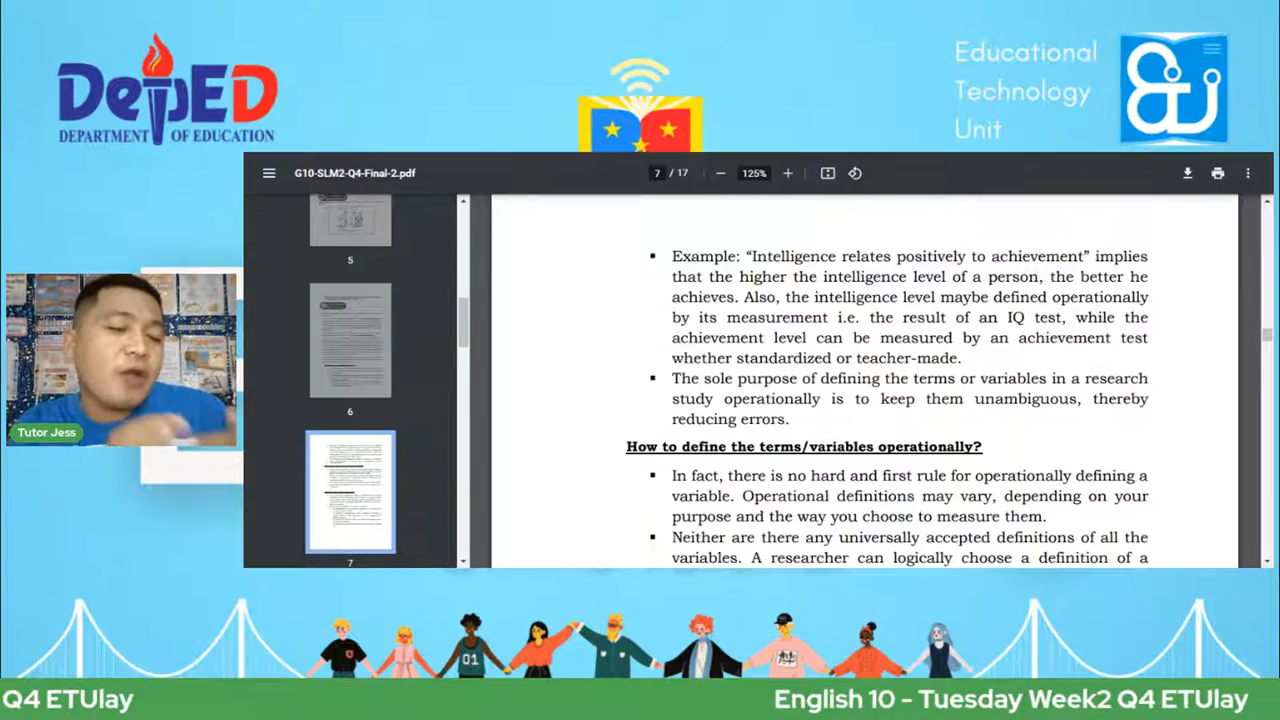 DepED
DEPARTMENT OF EDUCATION
Educational
Technology
Unit
G10-SLM2-Q4-Final-2.pdf
7 / 17
125%
5
6
7
▪ Example: “Intelligence relates positively to achievement” implies
that the higher the intelligence level of a person, the better he
achieves. Also, the intelligence level maybe defined operationally
by its measurement i.e. the result of an IQ test, while the
achievement level can be measured by an achievement test
whether standardized or teacher-made.
▪ The sole purpose of defining the terms or variables in a research
study operationally is to keep them unambiguous, thereby
reducing errors.
How to define the terms/variables operationally?
▪ In fact, there is no hard and first rule for operationally defining a
variable. Operational definitions may vary, depending on your
purpose and the way you choose to measure them.
▪ Neither are there any universally accepted definitions of all the
variables. A researcher can logically choose a definition of a
Tutor Jess
01
Q4 ETUlay
English 10 - Tuesday Week2 Q4 ETUlay